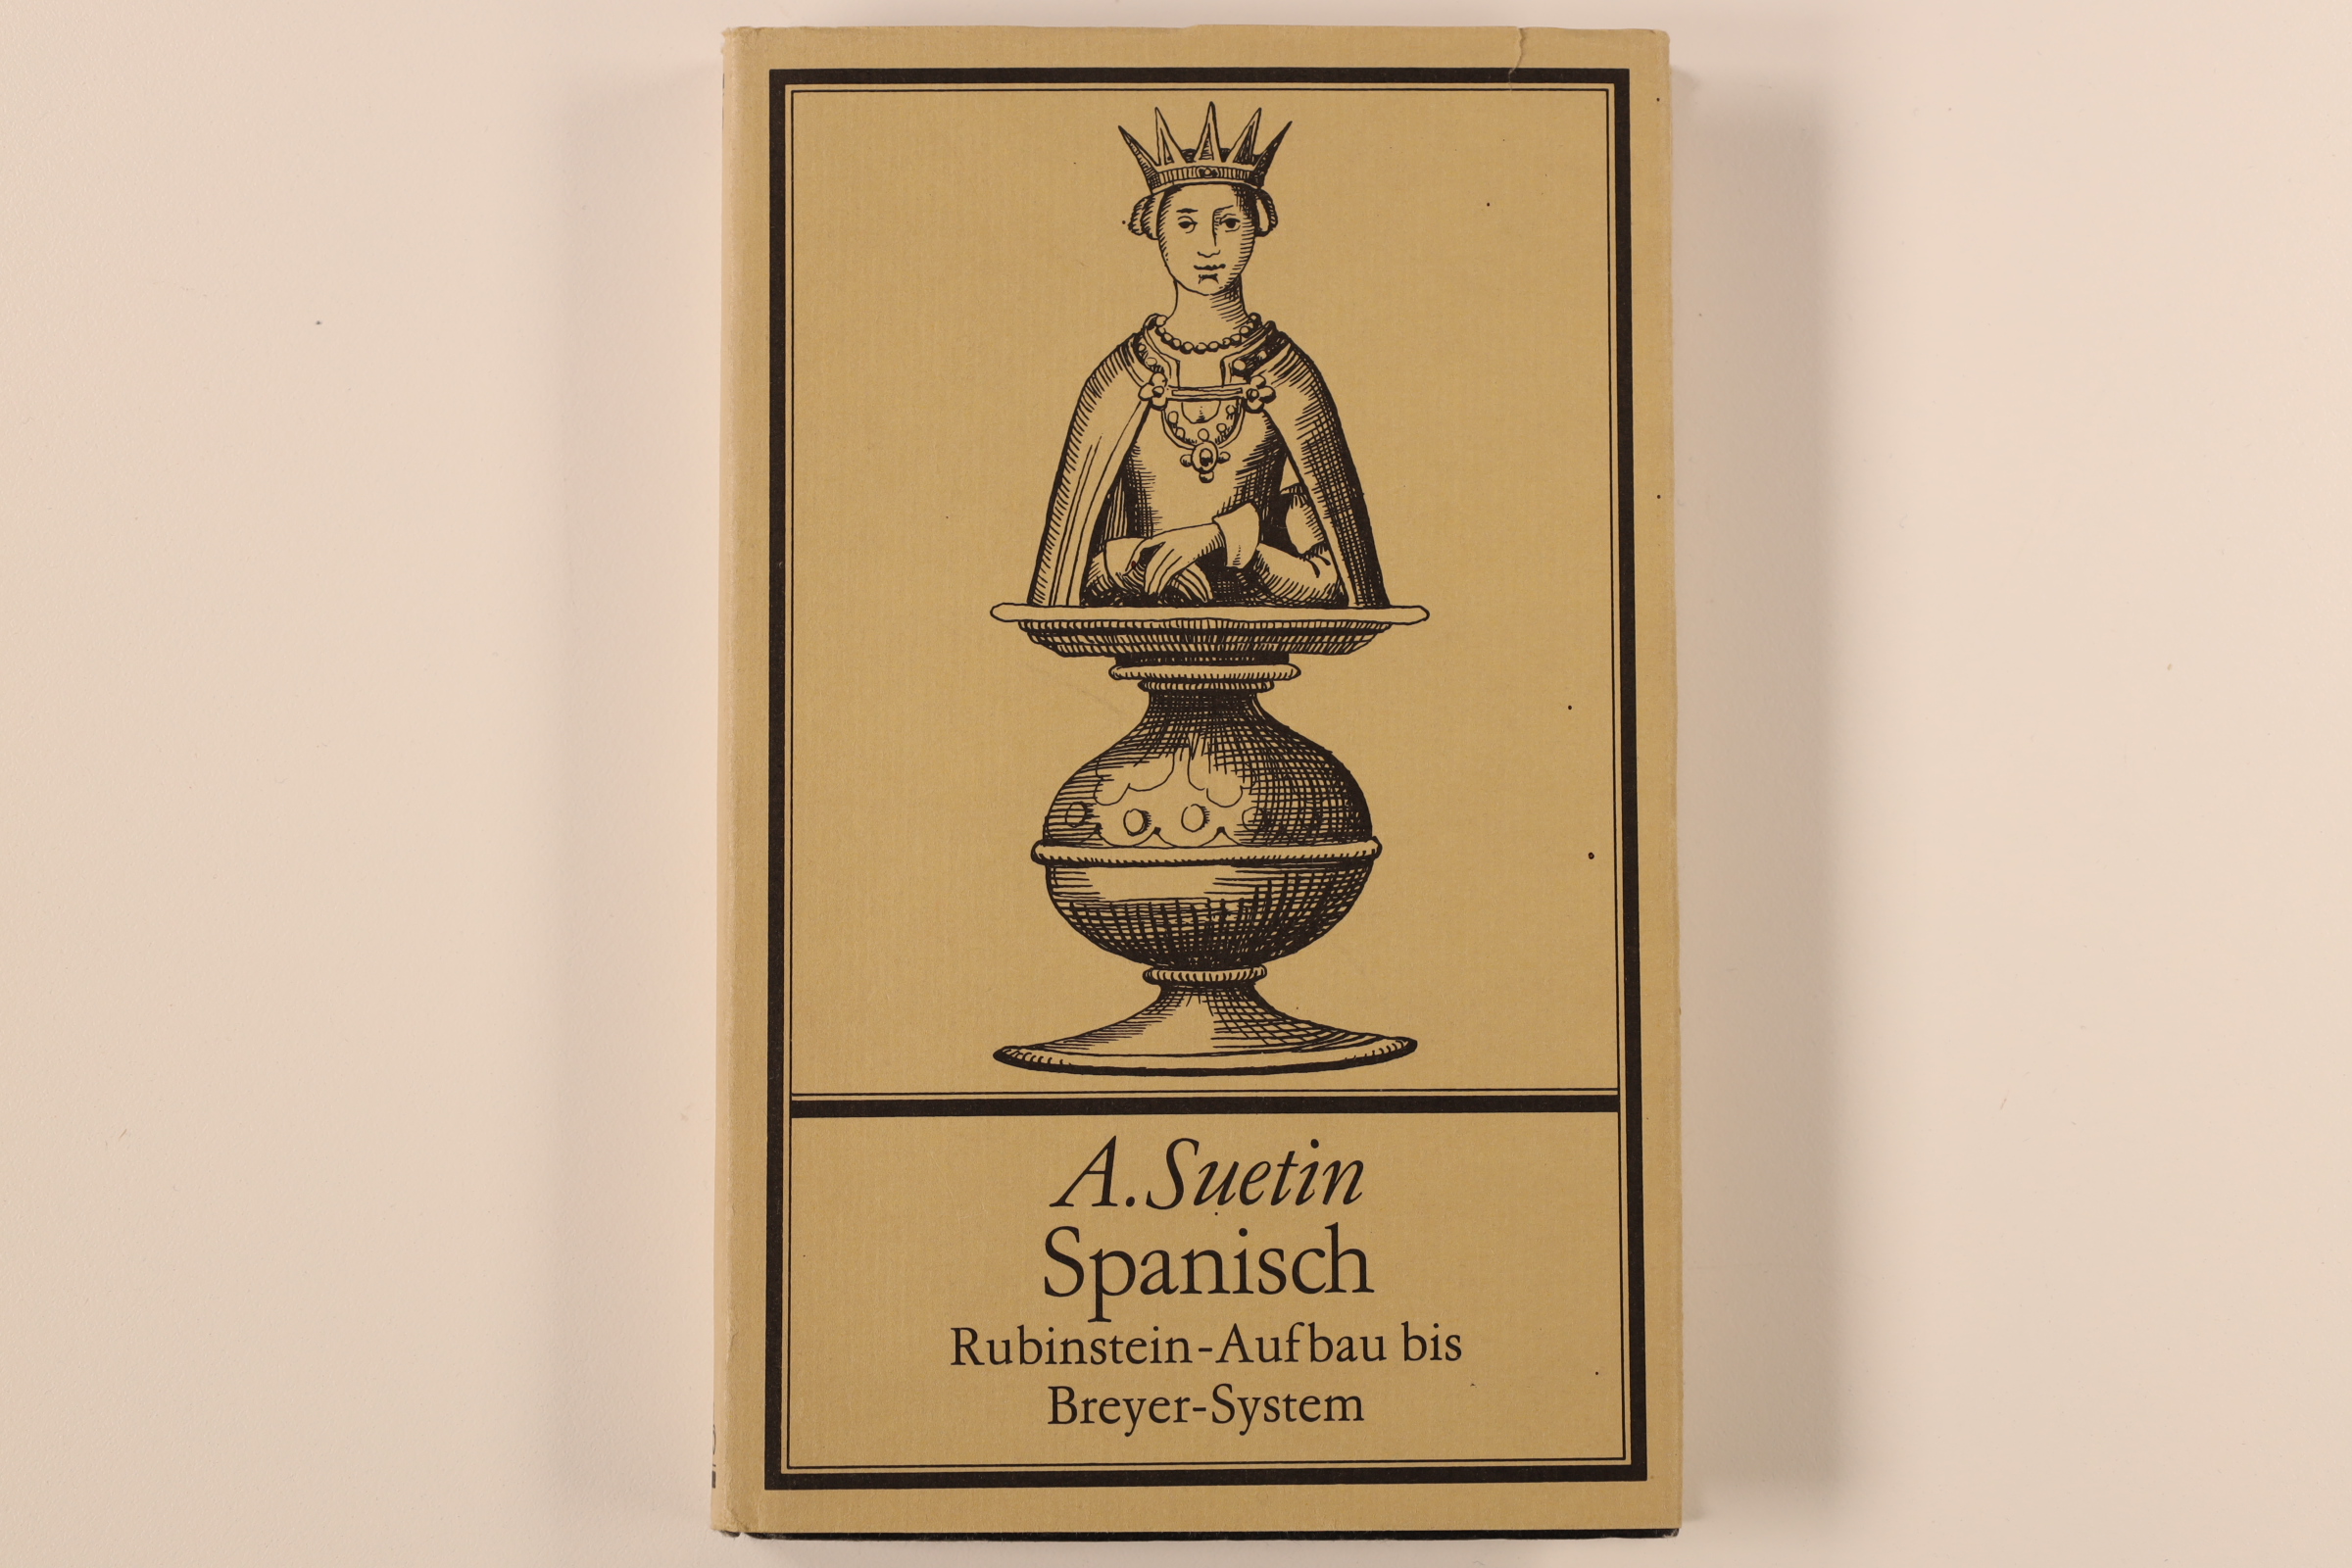 A. Suetin
Spanisch
Rubinstein-Aufbau bis
Breyer-System